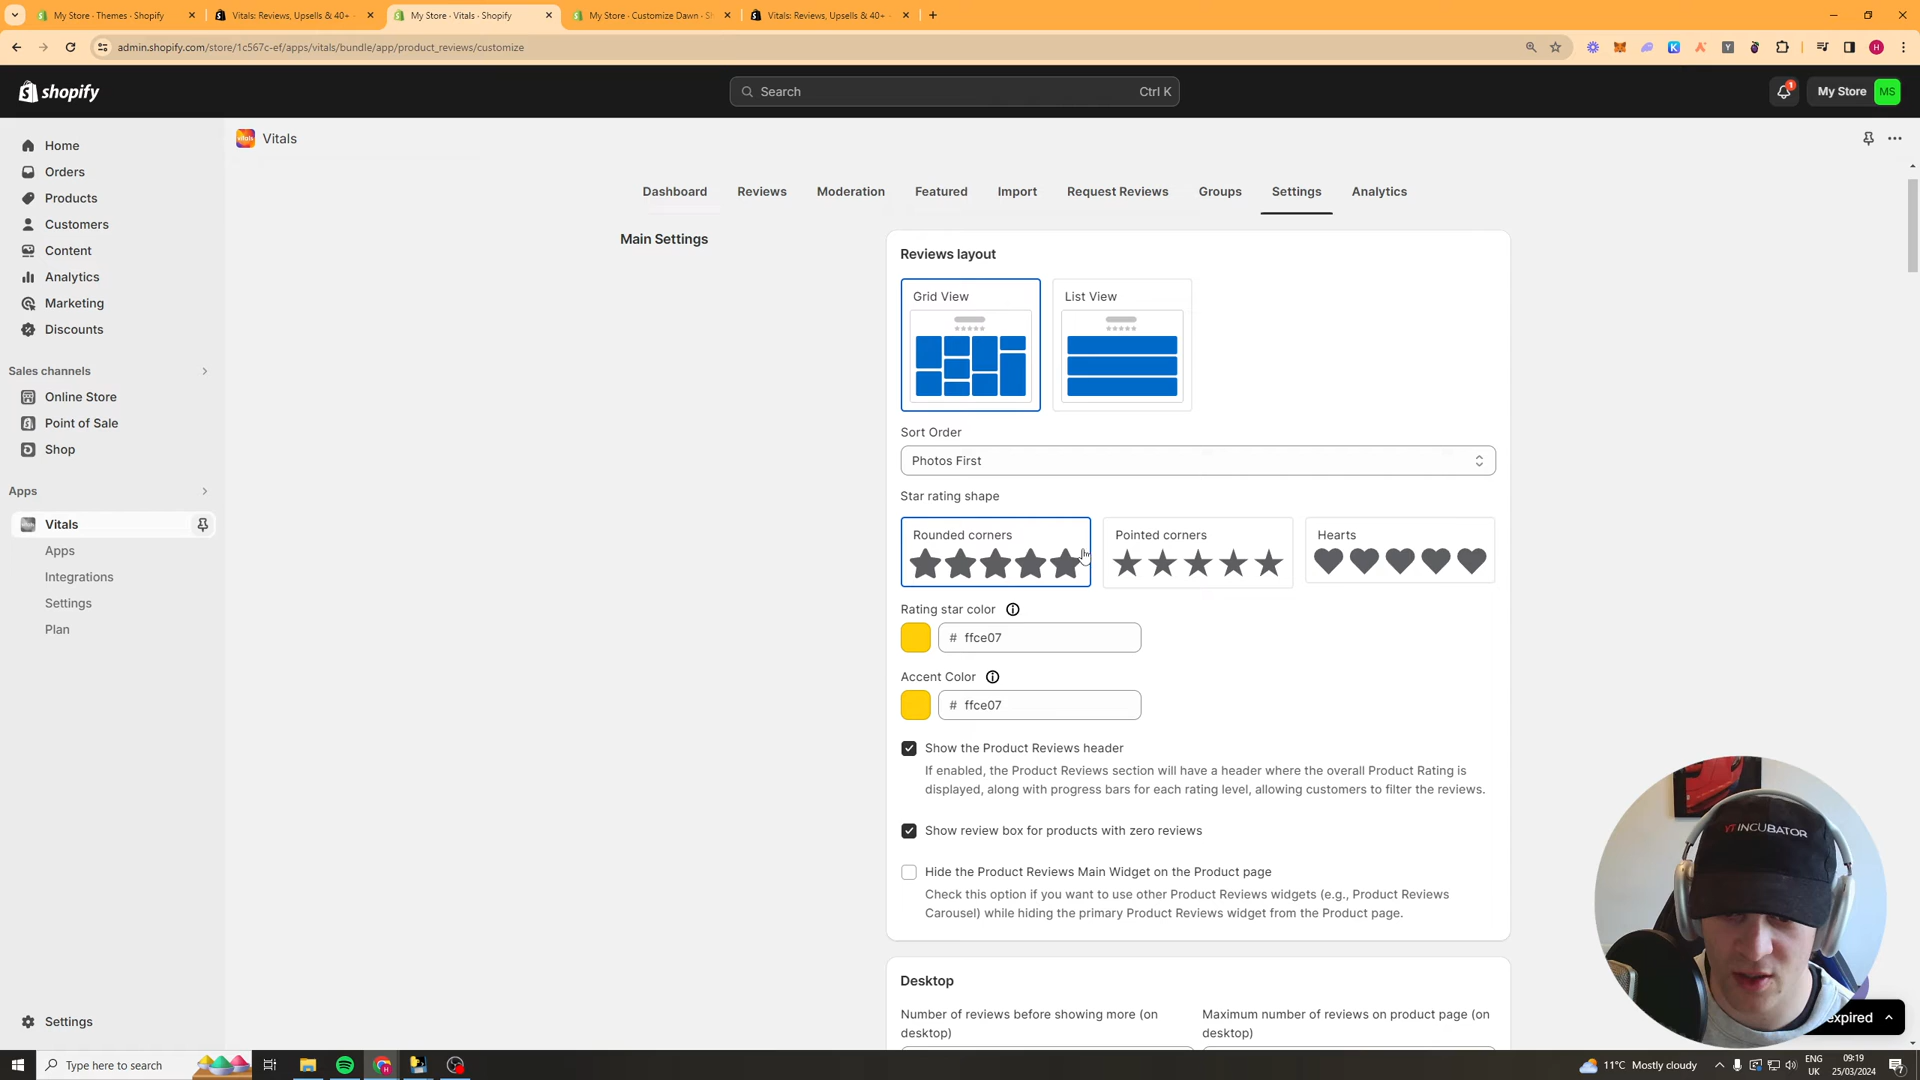 My Store · Themes · Shopify
Vitals: Reviews, Upsells & 40+
My Store · Vitals · Shopify
My Store · Customize Dawn · S
Vitals: Reviews, Upsells & 40+
admin.shopify.com/store/1c567c-ef/apps/vitals/bundle/app/product_reviews/customize
shopify
Search
Ctrl K
1
My Store
MS
Home
Orders
Products
Customers
Content
Analytics
Marketing
Discounts
Sales channels
Online Store
Point of Sale
Shop
Apps
Vitals
Apps
Integrations
Settings
Plan
Settings
Vitals
Dashboard
Reviews
Moderation
Featured
Import
Request Reviews
Groups
Settings
Analytics
Main Settings
Reviews layout
Grid View
List View
Sort Order
Photos First
Star rating shape
Rounded corners
Pointed corners
Hearts
Rating star color
# ffce07
Accent Color
# ffce07
Show the Product Reviews header
If enabled, the Product Reviews section will have a header where the overall Product Rating is
displayed, along with progress bars for each rating level, allowing customers to filter the reviews.
Show review box for products with zero reviews
Hide the Product Reviews Main Widget on the Product page
Check this option if you want to use other Product Reviews widgets (e.g., Product Reviews
Carousel) while hiding the primary Product Reviews widget from the Product page.
Desktop
Number of reviews before showing more (on
desktop)
Maximum number of reviews on product page (on
desktop)
YT INCUBATOR
expired
Type here to search
11°C Mostly cloudy
ENG
UK
09:19
25/03/2024